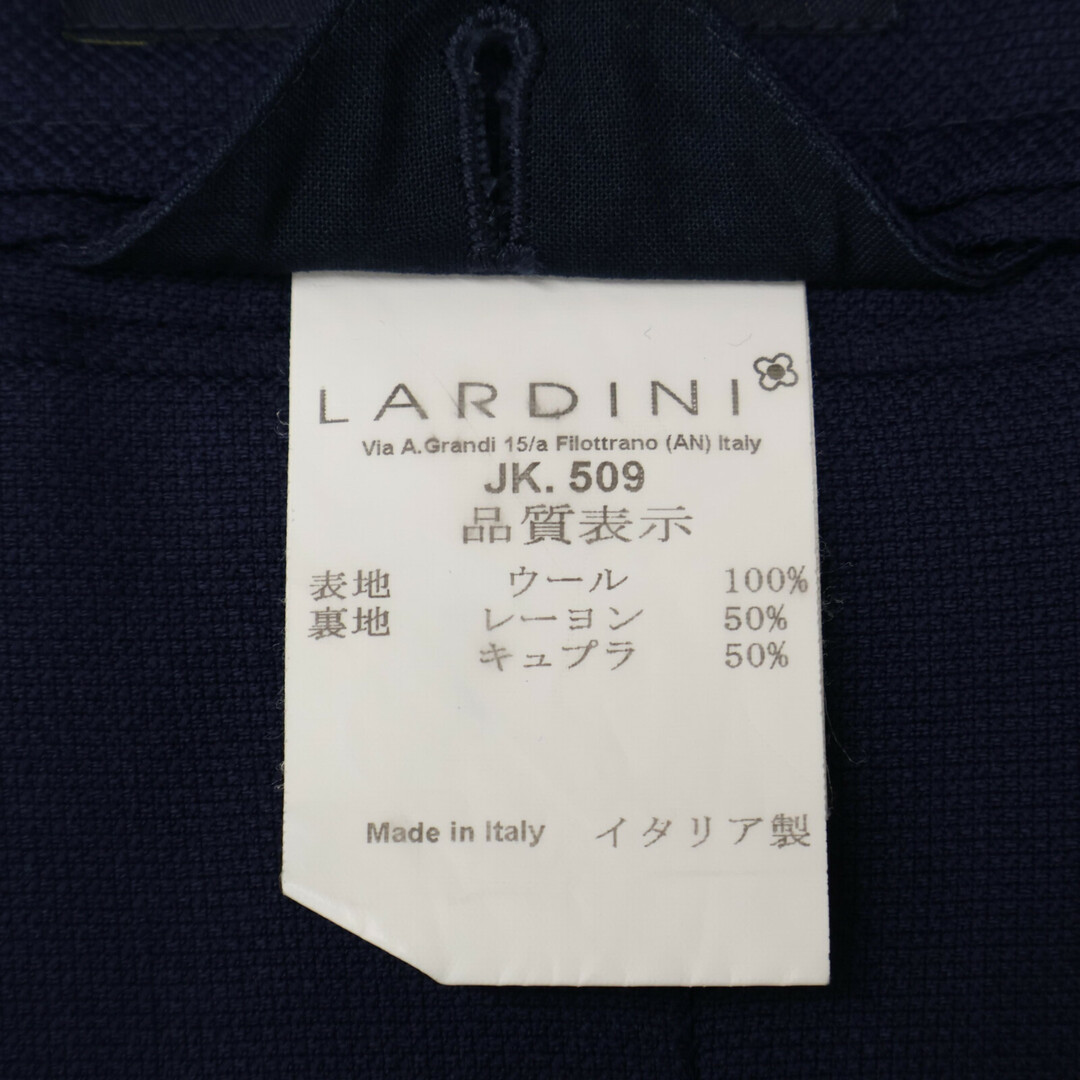 LARDINI
Via A.Grandi 15/a Filottrano (AN) Italy
JK. 509
品質表示
表地 ウール 100%
裏地 レーヨン 50%
キュプラ 50%
Made in Italy イタリア製